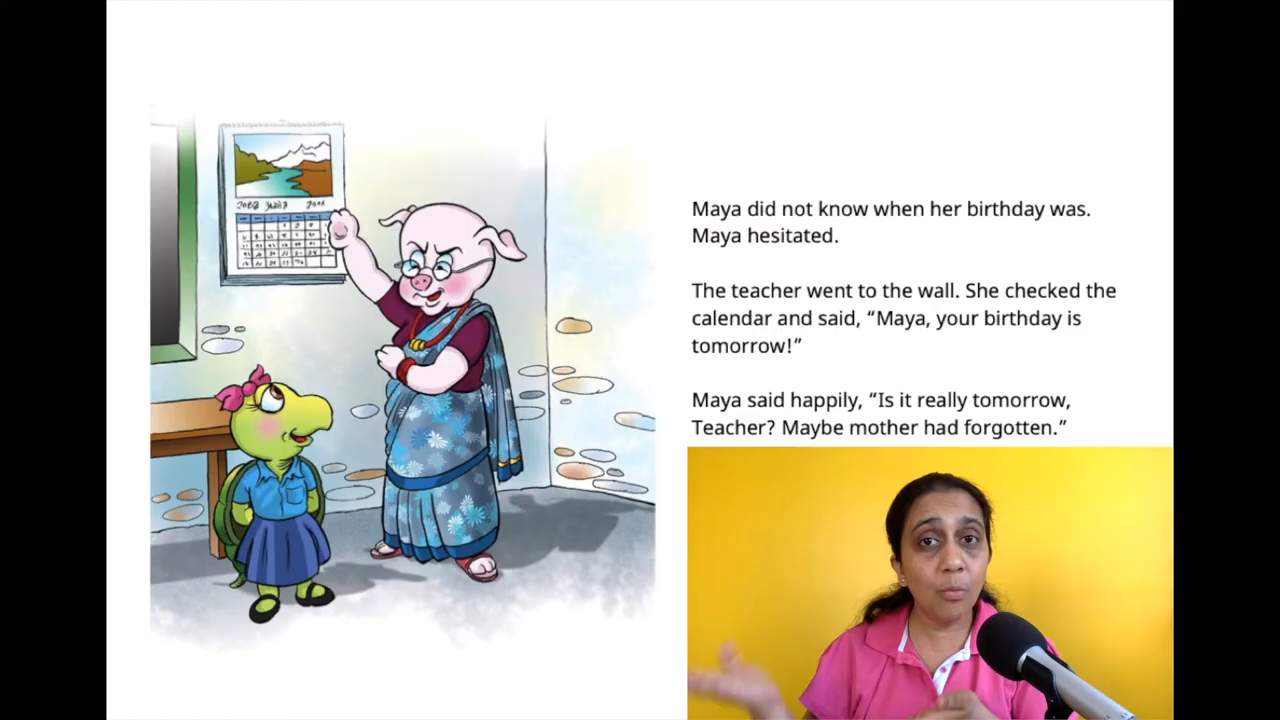 Maya did not know when her birthday was.
Maya hesitated.
The teacher went to the wall. She checked the
calendar and said, “Maya, your birthday is
tomorrow!”
Maya said happily, “Is it really tomorrow,
Teacher? Maybe mother had forgotten.”